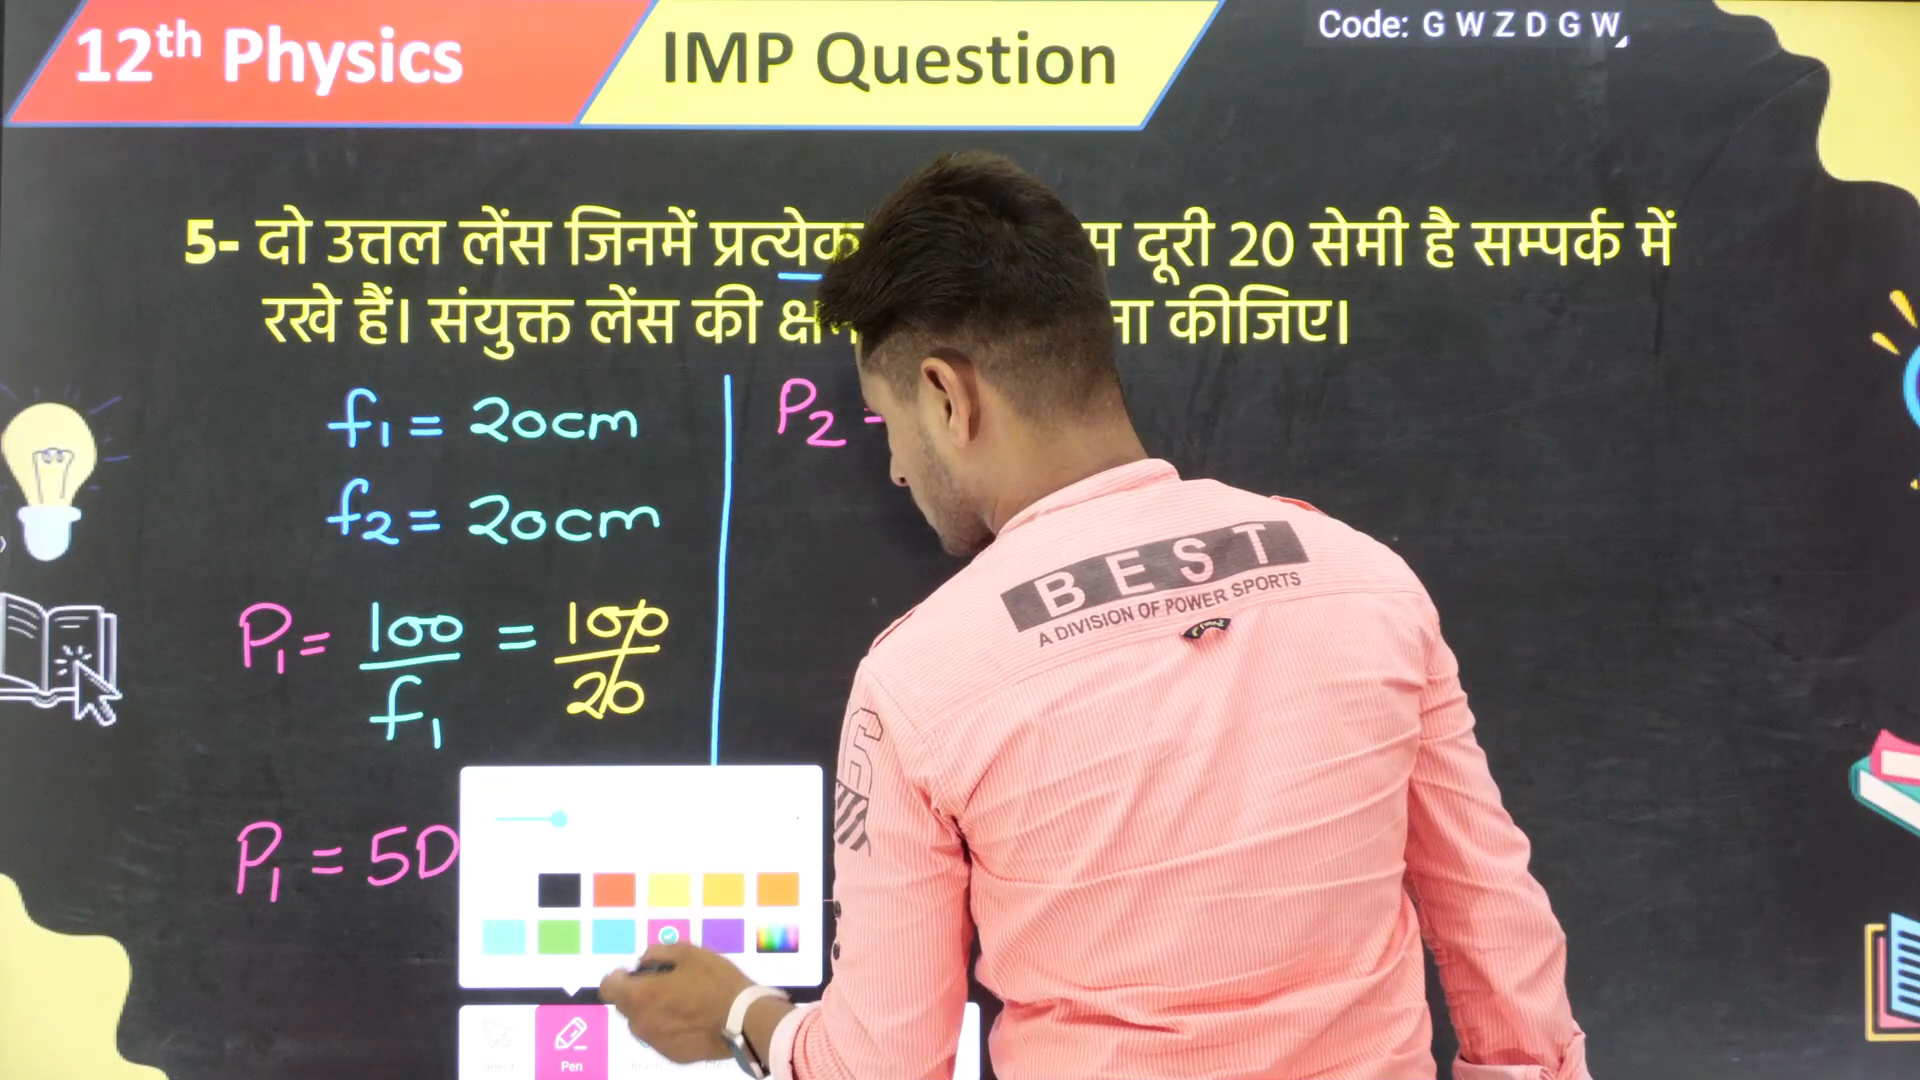 12th Physics
IMP Question
Code: G W Z D G W
5- दो उत्तल लेंस जिनमें प्रत्येक दूरी 20 सेमी है सम्पर्क में
रखे हैं। संयुक्त लेंस की कीजिए।
f1 = 20cm
f2 = 20cm
P1 = 100/f1 = 100/20
P1 = 5D
P2 =
BEST
A DIVISION OF POWER SPORTS
Pen